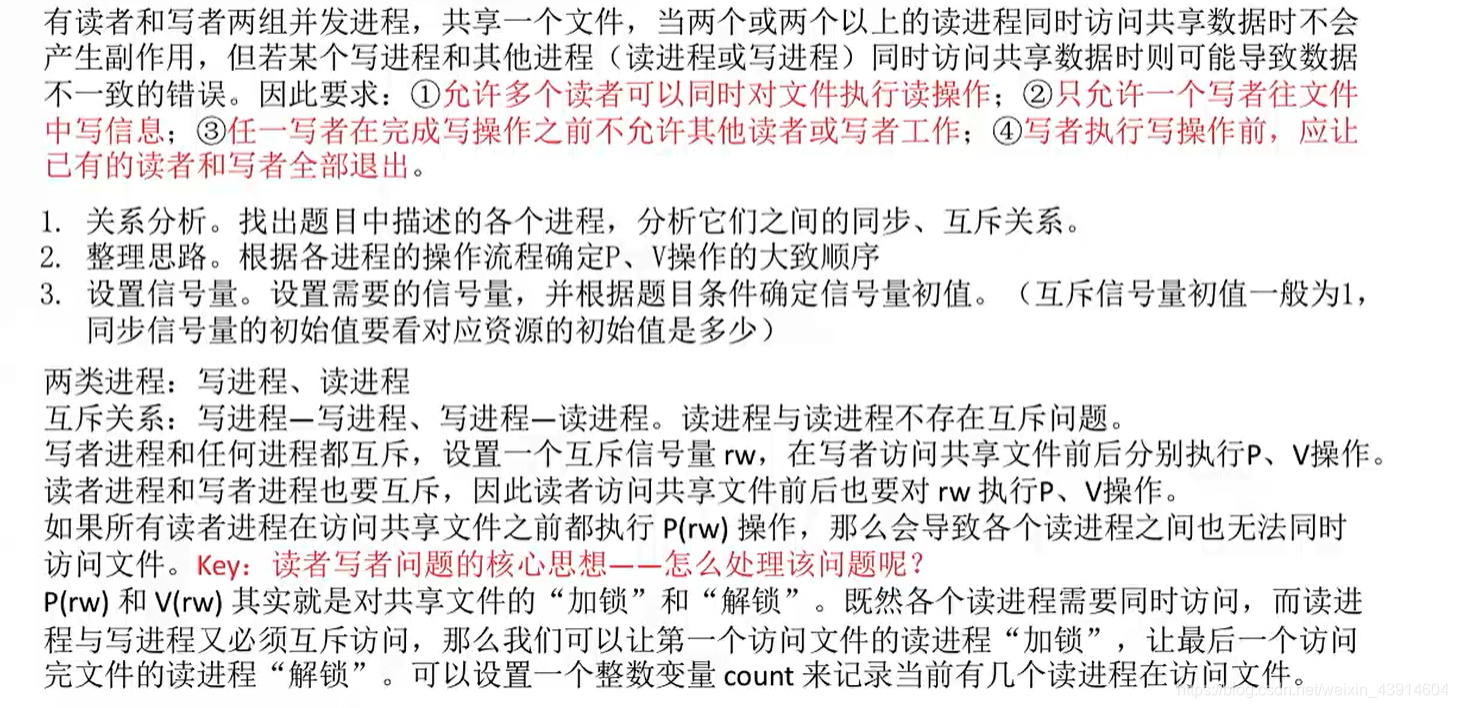 有读者和写者两组并发进程，共享一个文件，当两个或两个以上的读进程同时访问共享数据时不会
产生副作用，但若某个写进程和其他进程（读进程或写进程）同时访问共享数据时则可能导致数据
不一致的错误。因此要求：①允许多个读者可以同时对文件执行读操作；②只允许一个写者往文件
中写信息；③任一写者在完成写操作之前不允许其他读者或写者工作；④写者执行写操作前，应让
已有的读者和写者全部退出。
1. 关系分析。找出题目中描述的各个进程，分析它们之间的同步、互斥关系。
2. 整理思路。根据各进程的操作流程确定P、V操作的大致顺序
3. 设置信号量。设置需要的信号量，并根据题目条件确定信号量初值。（互斥信号量初值一般为1，
同步信号量的初始值要看对应资源的初始值是多少）
两类进程：写进程、读进程
互斥关系：写进程—写进程、写进程—读进程。读进程与读进程不存在互斥问题。
写者进程和任何进程都互斥，设置一个互斥信号量 rw，在写者访问共享文件前后分别执行P、V操作。
读者进程和写者进程也要互斥，因此读者访问共享文件前后也要对 rw 执行P、V操作。
如果所有读者进程在访问共享文件之前都执行 P(rw) 操作，那么会导致各个读进程之间也无法同时
访问文件。Key：读者写者问题的核心思想——怎么处理该问题呢？
P(rw) 和 V(rw) 其实就是对共享文件的“加锁”和“解锁”。既然各个读进程需要同时访问，而读进
程与写进程又必须互斥访问，那么我们可以让第一个访问文件的读进程“加锁”，让最后一个访问
完文件的读进程“解锁”。可以设置一个整数变量 count 来记录当前有几个读进程在访问文件。
https://blog.csdn.net/weixin_43914604